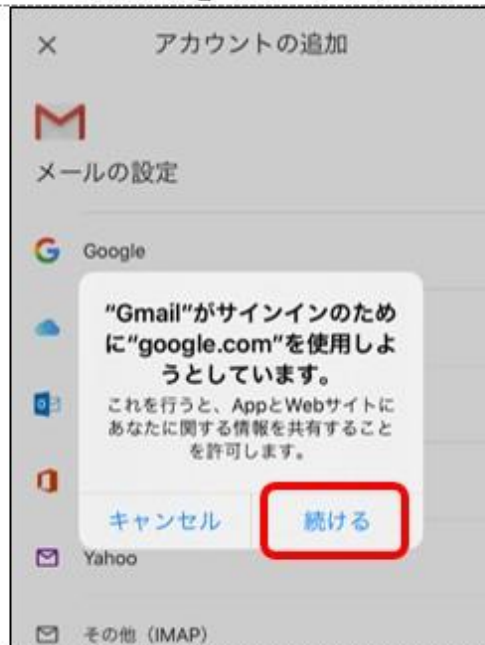 アカウントの追加
メールの設定
Google
"Gmail"がサインインのため
に"google.com"を使用しよ
うとしています。
これを行うと、AppとWebサイトに
あなたに関する情報を共有すること
を許可します。
キャンセル
続ける
Yahoo
その他（IMAP）